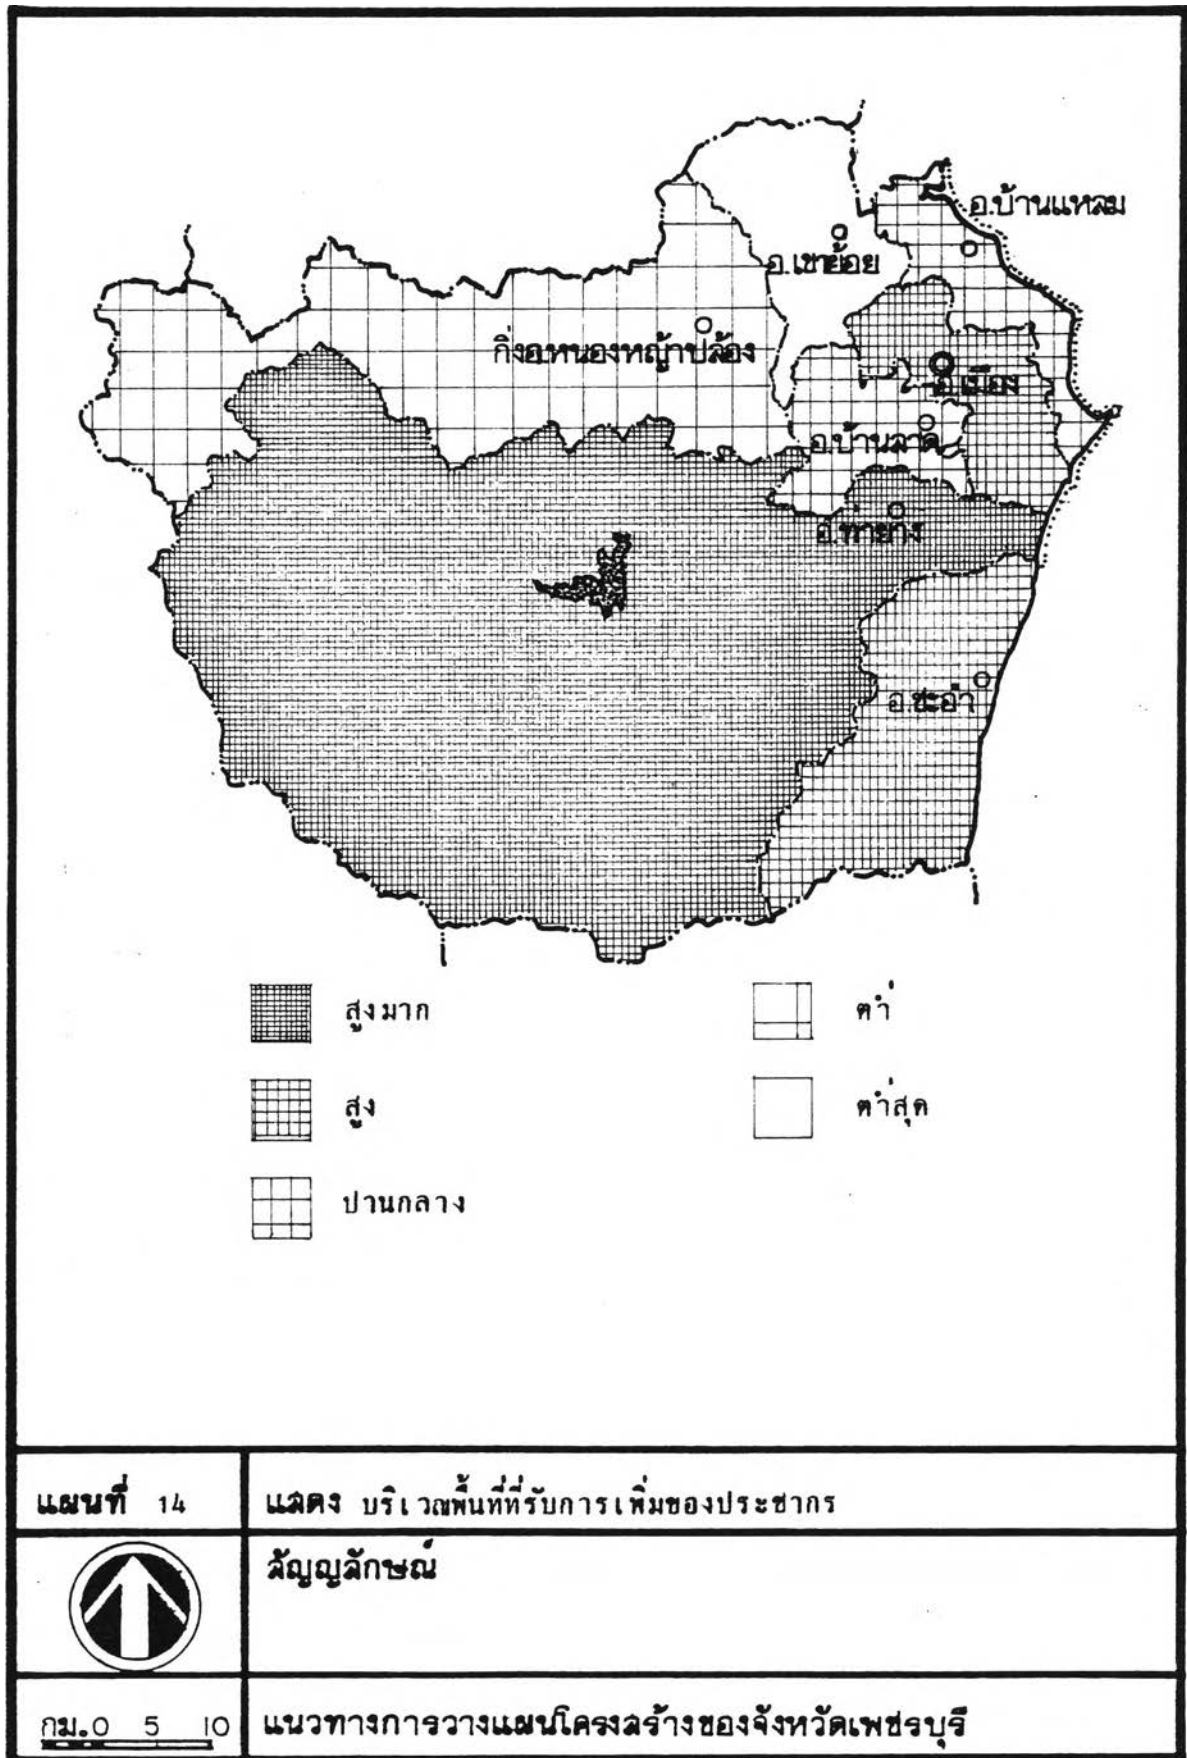 อ.บ้านแหลม
อ.เขาย้อย
กิ่งอ.หนองหญ้าปล้อง
อ.เมือง
อ.บ้านลาด
อ.ท่ายาง
อ.ชะอำ
สูงมาก
ต่ำ
สูง
ต่ำสุด
ปานกลาง
แผนที่ 14
แสดง บริเวณพื้นที่ที่รับการเพิ่มของประชากร
สัญญลักษณ์
กม. 0 5 10
แนวทางการวางแผนโครงสร้างของจังหวัดเพชรบุรี